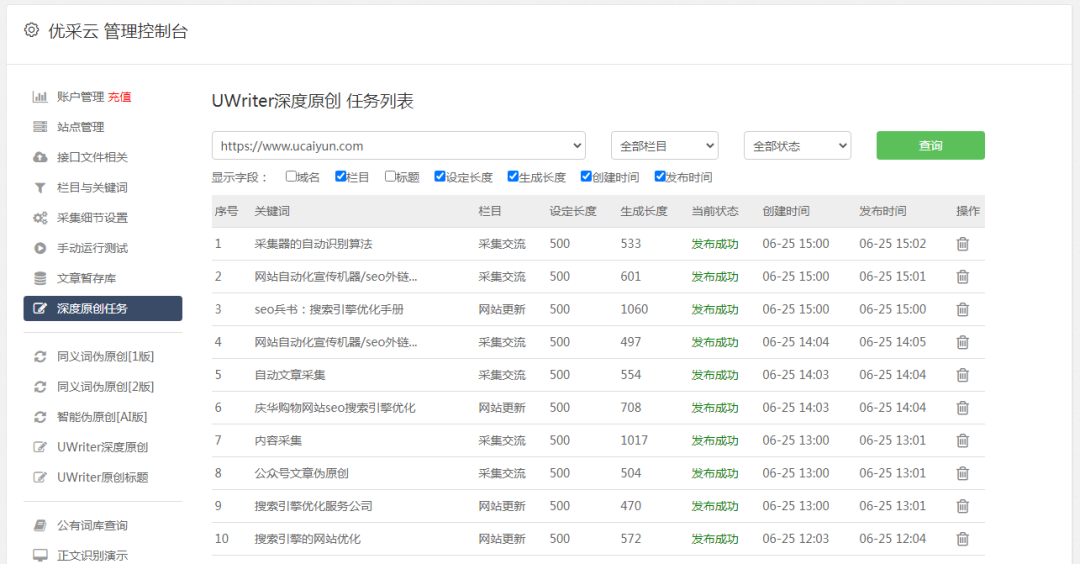 优采云 管理控制台
账户管理 充值
站点管理
接口文件相关
栏目与关键词
采集细节设置
手动运行测试
文章暂存库
深度原创任务
同义词伪原创[1版]
同义词伪原创[2版]
智能伪原创[AI版]
UWriter深度原创
UWriter原创标题
公有词库查询
正文识别演示
UWriter深度原创 任务列表
https://www.ucaiyun.com 全部栏目 全部状态 查询
显示字段： 域名 栏目 标题 设定长度 生成长度 创建时间 发布时间
序号 关键词 栏目 设定长度 生成长度 当前状态 创建时间 发布时间 操作
1 采集器的自动识别算法 采集交流 500 533 发布成功 06-25 15:00 06-25 15:02
2 网站自动化宣传机器/seo外链... 采集交流 500 601 发布成功 06-25 15:00 06-25 15:01
3 seo兵书：搜索引擎优化手册 网站更新 500 1060 发布成功 06-25 15:00 06-25 15:00
4 网站自动化宣传机器/seo外链... 采集交流 500 497 发布成功 06-25 14:04 06-25 14:05
5 自动文章采集 采集交流 500 554 发布成功 06-25 14:03 06-25 14:04
6 庆华购物网站seo搜索引擎优化 网站更新 500 708 发布成功 06-25 14:03 06-25 14:04
7 内容采集 采集交流 500 1017 发布成功 06-25 13:00 06-25 13:01
8 公众号文章伪原创 采集交流 500 504 发布成功 06-25 13:00 06-25 13:01
9 搜索引擎优化服务公司 网站更新 500 470 发布成功 06-25 13:00 06-25 13:01
10 搜索引擎的网站优化 网站更新 500 572 发布成功 06-25 12:03 06-25 12:04